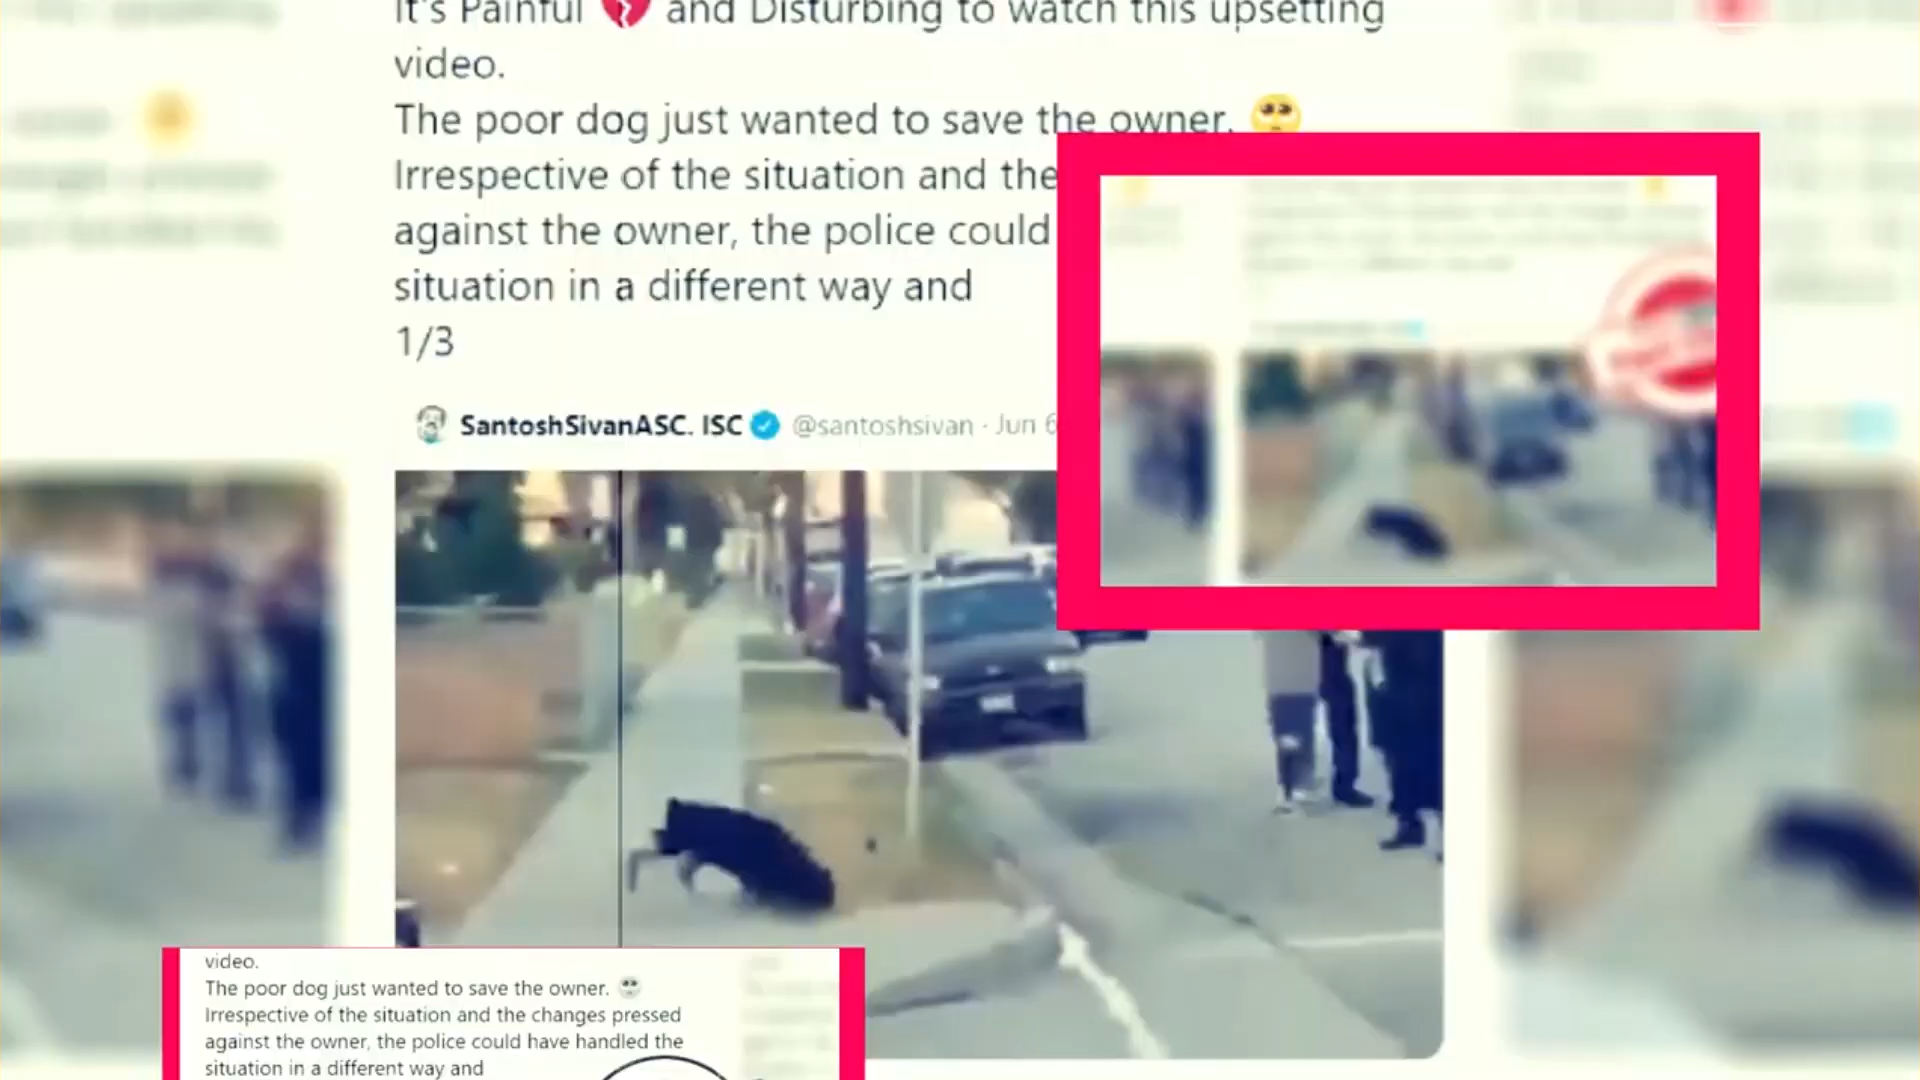 It's Painful 💔 and Disturbing to watch this upsetting
video.
The poor dog just wanted to save the owner. 🥺
Irrespective of the situation and the
against the owner, the police could
situation in a different way and
1/3
SantoshSivanASC. ISC @santoshsivan · Jun 6
video.
The poor dog just wanted to save the owner. 🥺
Irrespective of the situation and the changes pressed
against the owner, the police could have handled the
situation in a different way and